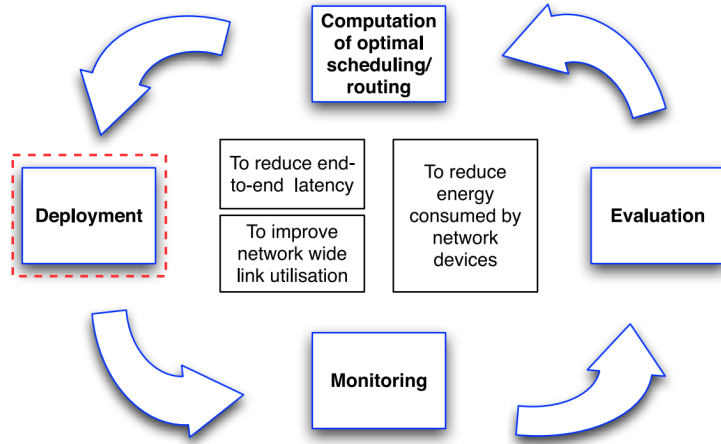 Computation
of optimal
scheduling/
routing
To reduce end-
to-end latency
To reduce
energy
consumed by
network
devices
Deployment
To improve
network wide
link utilisation
Evaluation
Monitoring